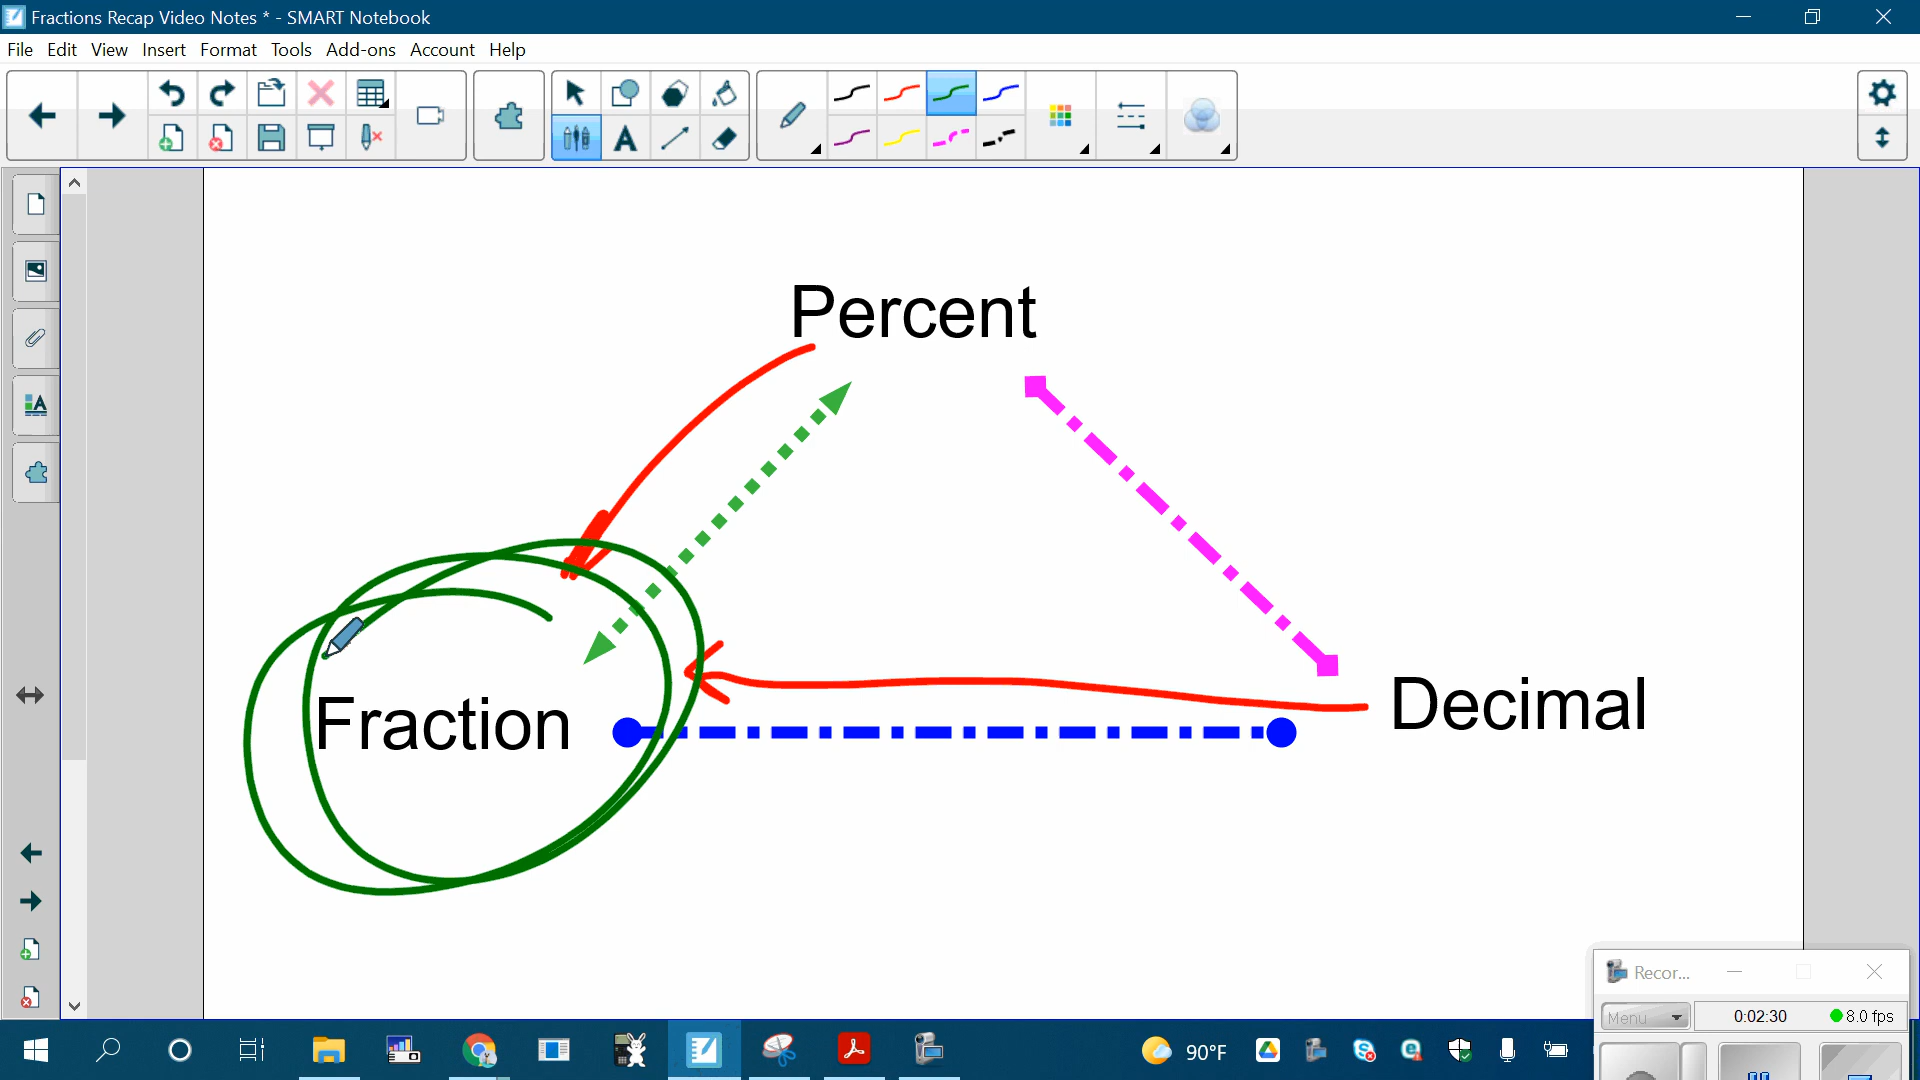 Fractions Recap Video Notes * - SMART Notebook
File Edit View Insert Format Tools Add-ons Account Help
Percent
Fraction
Decimal
Recor...
Menu
0:02:30
8.0 fps
90°F